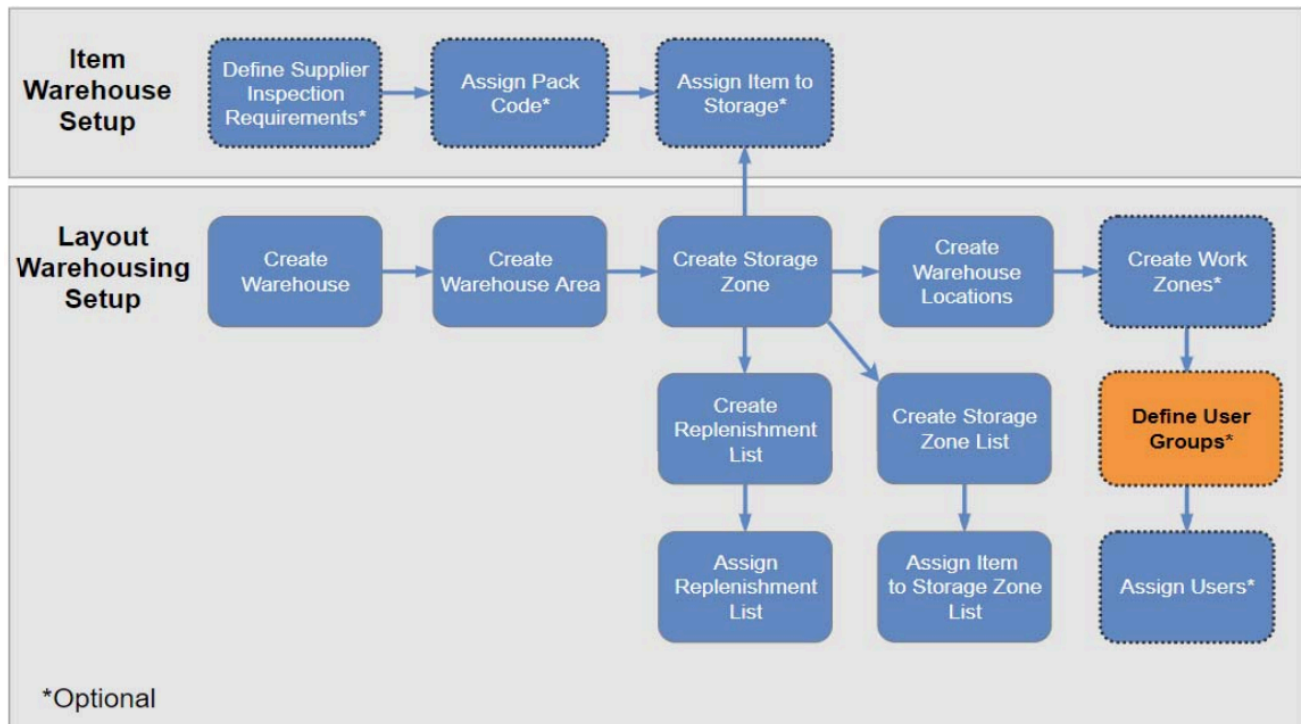 Item
Warehouse
Setup
Define Supplier
Inspection
Requirements*
Assign Pack
Code*
Assign Item to
Storage*
Layout
Warehousing
Setup
Create
Warehouse
Create
Warehouse Area
Create Storage
Zone
Create
Warehouse
Locations
Create Work
Zones*
Create
Replenishment
List
Create Storage
Zone List
Define User
Groups*
Assign
Replenishment
List
Assign Item
to Storage Zone
List
Assign Users*
*Optional